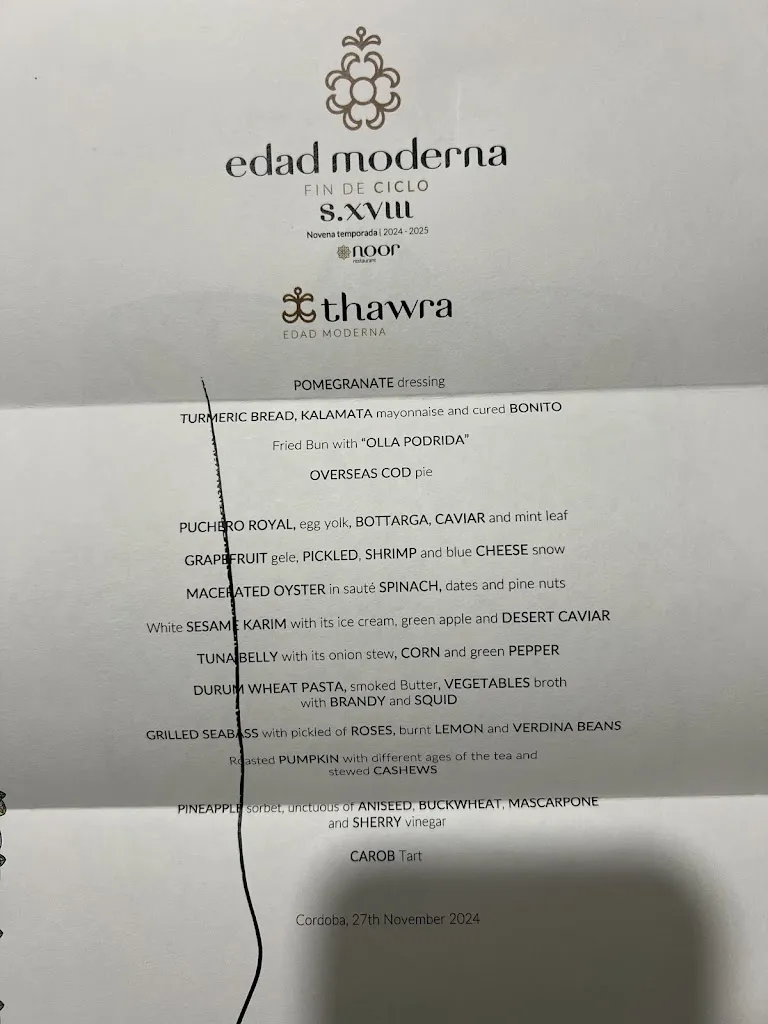 edad moderna
FIN DE CICLO
s.xviii
Novena temporada | 2024 - 2025
noor
restaurant
thawra
EDAD MODERNA
POMEGRANATE dressing
TURMERIC BREAD, KALAMATA mayonnaise and cured BONITO
Fried Bun with “OLLA PODRIDA”
OVERSEAS COD pie
PUCHERO ROYAL, egg yolk, BOTTARGA, CAVIAR and mint leaf
GRAPEFRUIT gele, PICKLED, SHRIMP and blue CHEESE snow
MACERATED OYSTER in sauté SPINACH, dates and pine nuts
White SESAME KARIM with its ice cream, green apple and DESERT CAVIAR
TUNA BELLY with its onion stew, CORN and green PEPPER
DURUM WHEAT PASTA, smoked Butter, VEGETABLES broth
with BRANDY and SQUID
GRILLED SEABASS with pickled of ROSES, burnt LEMON and VERDINA BEANS
Roasted PUMPKIN with different ages of the tea and
stewed CASHEWS
PINEAPPLE sorbet, unctuous of ANISEED, BUCKWHEAT, MASCARPONE
and SHERRY vinegar
CAROB Tart
Cordoba, 27th November 2024